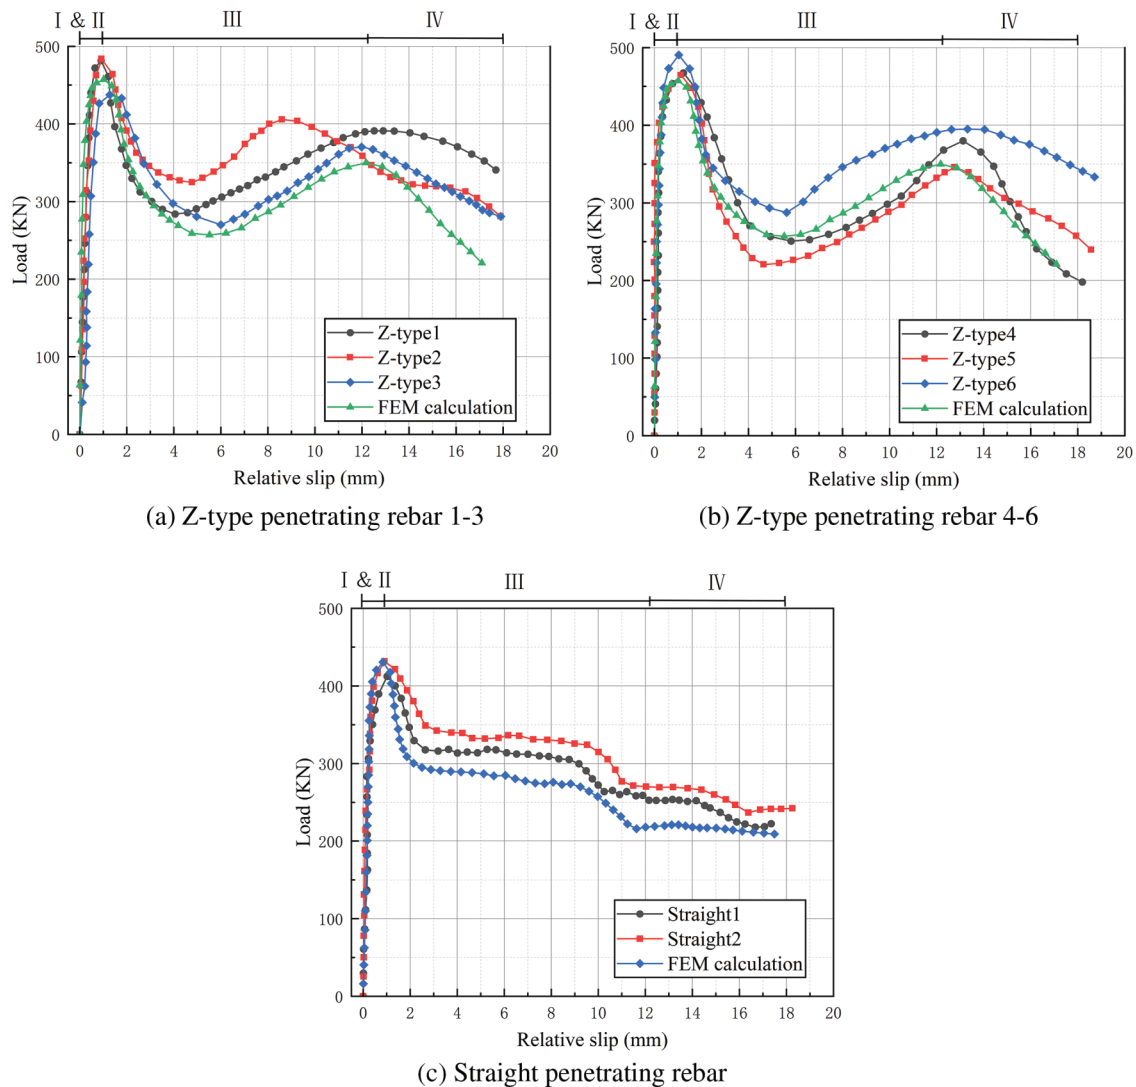 I & II III IV
500
400
300
200
100
0
Load (KN)
0 2 4 6 8 10 12 14 16 18 20
Relative slip (mm)
Z-type1
Z-type2
Z-type3
FEM calculation
(a) Z-type penetrating rebar 1-3
I & II III IV
500
400
300
200
100
0
Load (KN)
0 2 4 6 8 10 12 14 16 18 20
Relative slip (mm)
Z-type4
Z-type5
Z-type6
FEM calculation
(b) Z-type penetrating rebar 4-6
I & II III IV
500
400
300
200
100
0
Load (KN)
0 2 4 6 8 10 12 14 16 18 20
Relative slip (mm)
Straight1
Straight2
FEM calculation
(c) Straight penetrating rebar